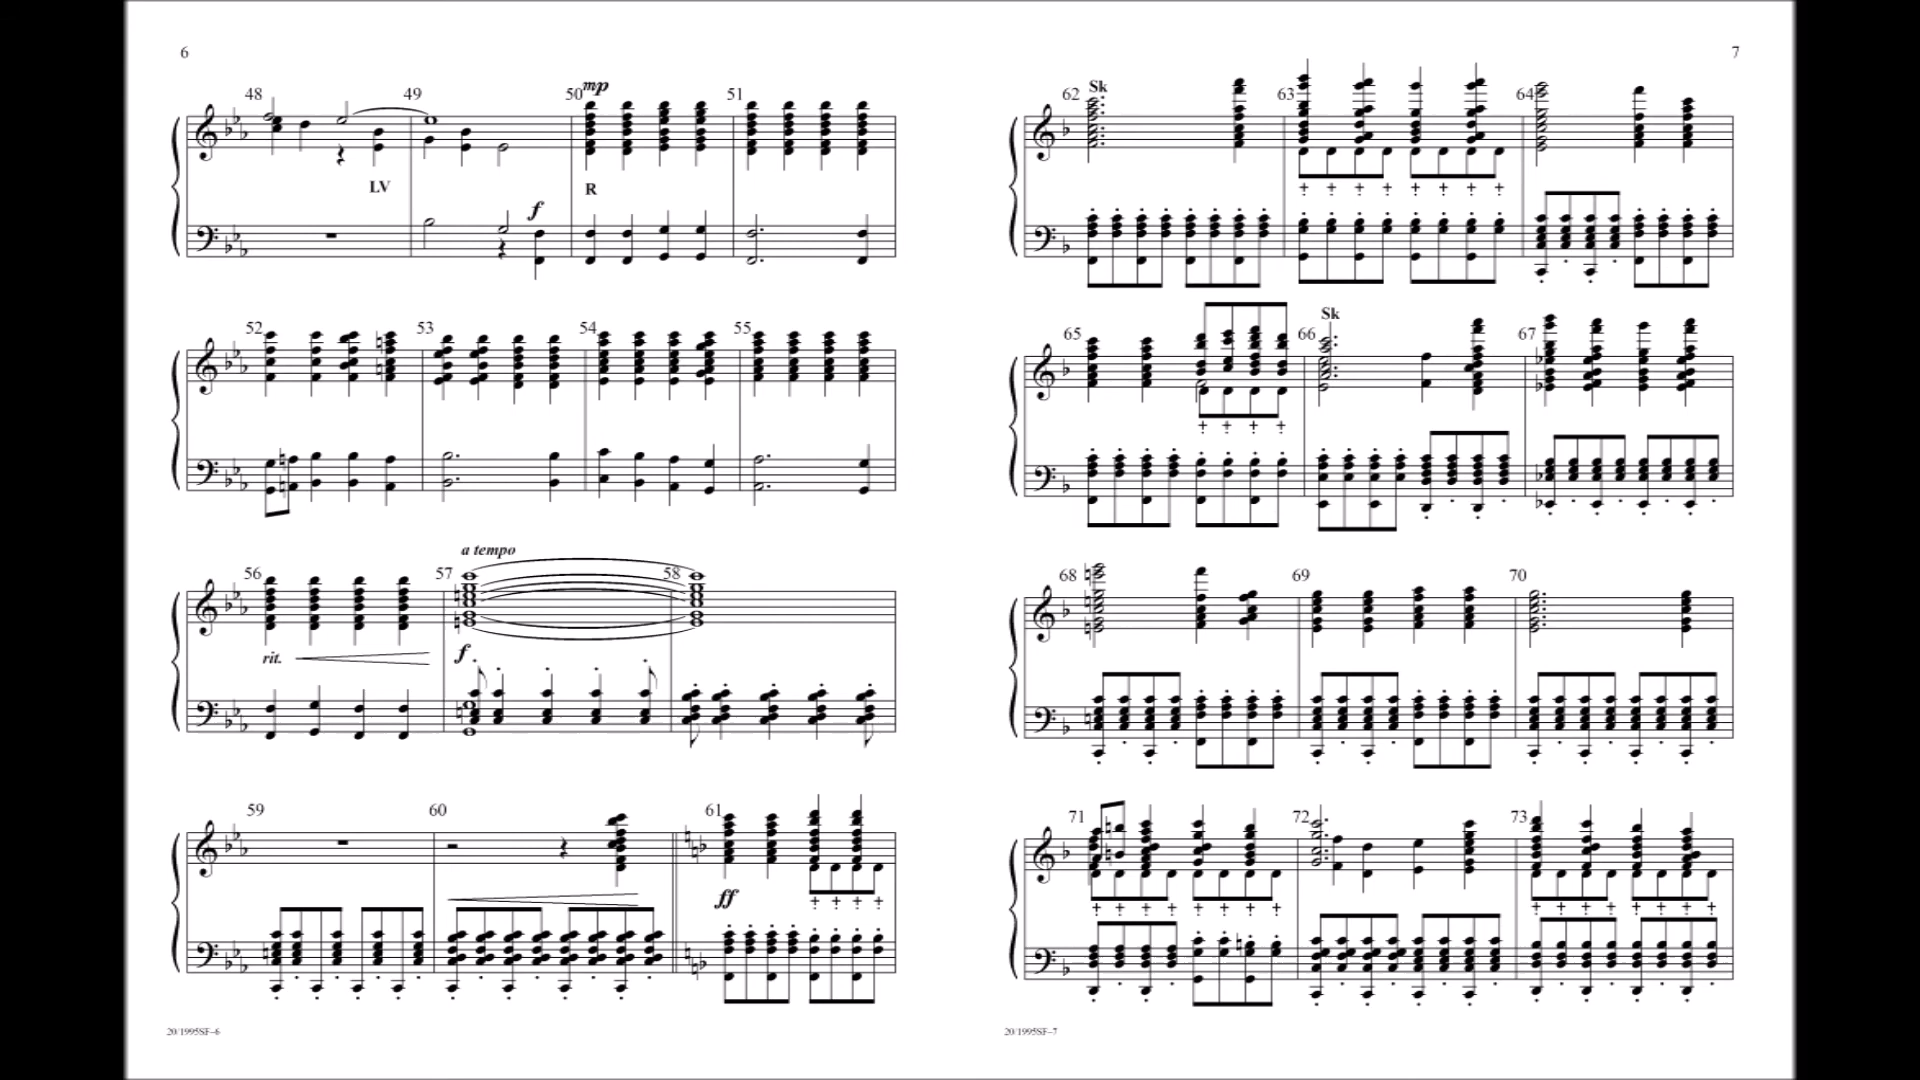 6
48 49 50 mp 51
LV R
f
52 53 54 55
a tempo
56 57 58
rit. f
59 60 61
ff
20/1995SF–6
7
62 Sk 63 64
Sk
65 66 67
68 69 70
71 72 73
20/1995SF–7